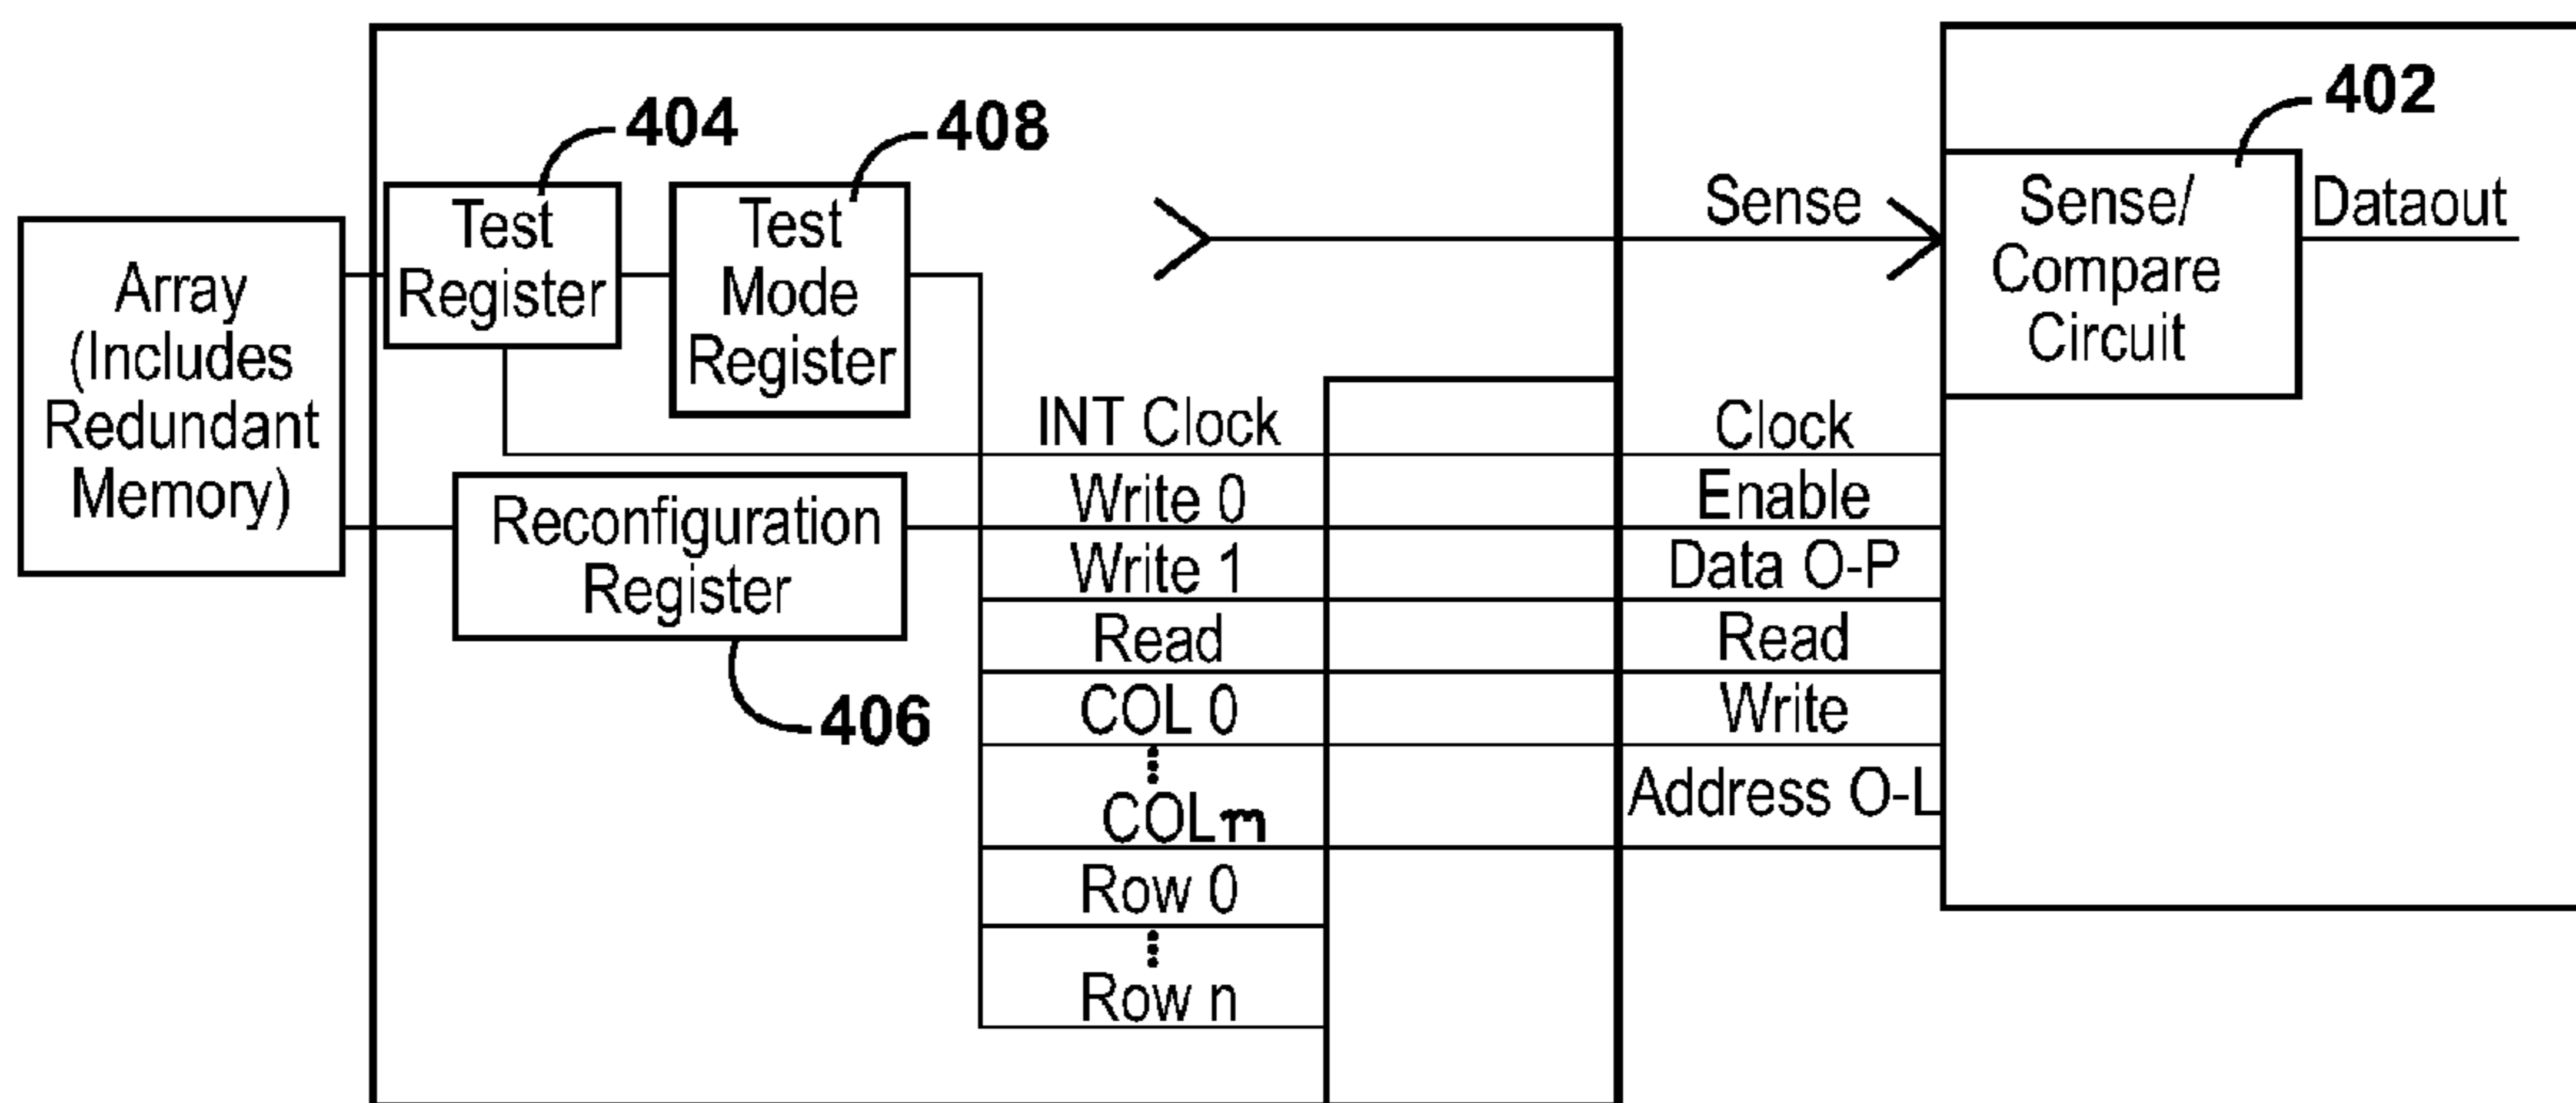 404
408
402
Array
(Includes
Redundant
Memory)
Test
Register
Test
Mode
Register
Reconfiguration
Register
406
INT Clock
Write 0
Write 1
Read
COL 0
COLm
Row 0
Row n
Sense
Clock
Enable
Data O-P
Read
Write
Address O-L
Sense/
Compare
Circuit
Dataout